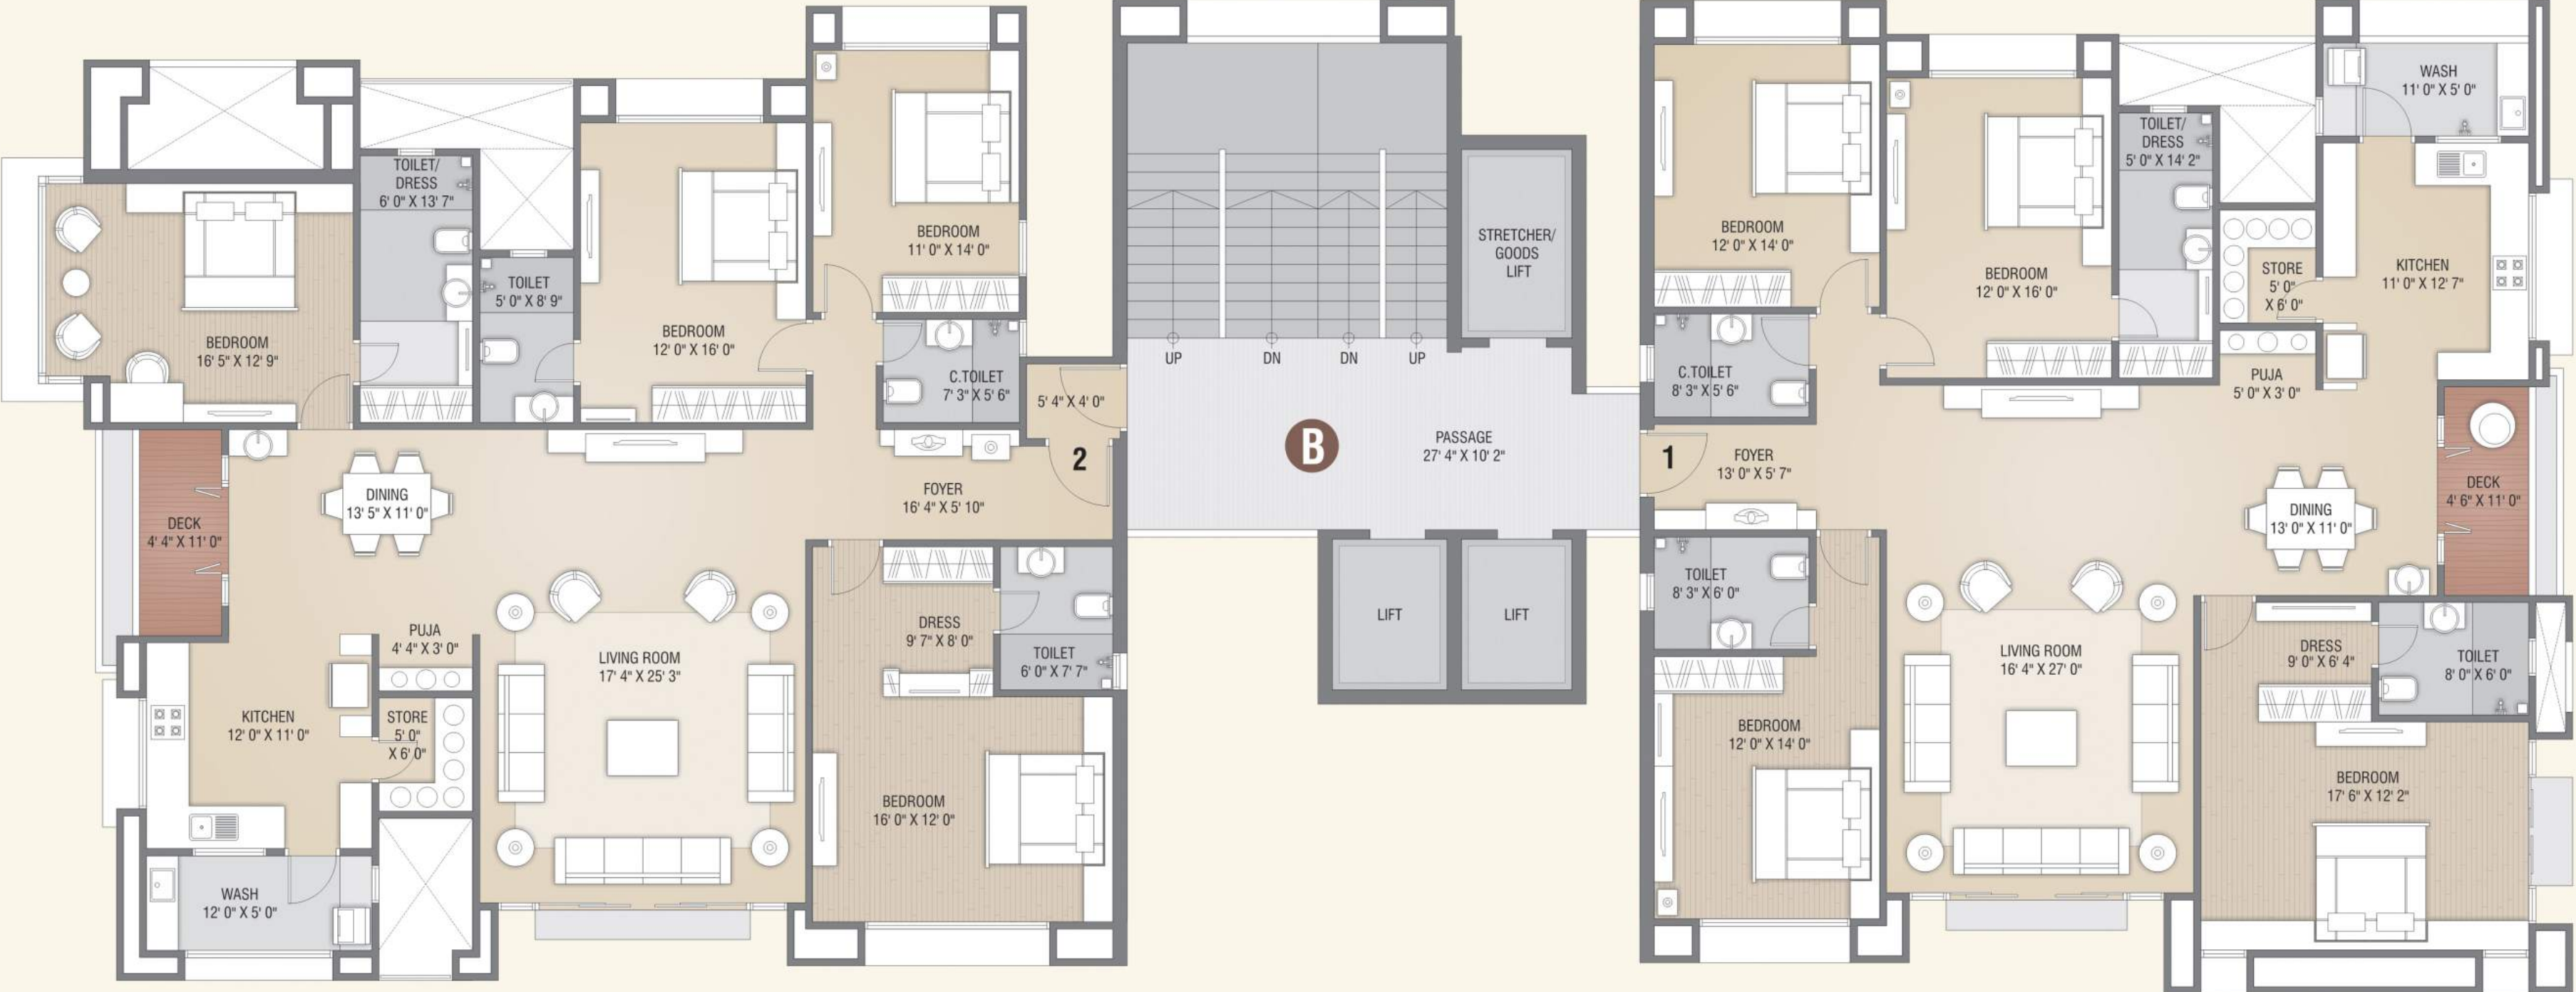 TOILET/
DRESS
6' 0" X 13' 7"
BEDROOM
16' 5" X 12' 9"
TOILET
5' 0" X 8' 9"
BEDROOM
12' 0" X 16' 0"
BEDROOM
11' 0" X 14' 0"
C.TOILET
7' 3" X 5' 6"
5' 4" X 4' 0"
2
FOYER
16' 4" X 5' 10"
DINING
13' 5" X 11' 0"
DECK
4' 4" X 11' 0"
PUJA
4' 4" X 3' 0"
KITCHEN
12' 0" X 11' 0"
STORE
5' 0"
X 6' 0"
WASH
12' 0" X 5' 0"
LIVING ROOM
17' 4" X 25' 3"
DRESS
9' 7" X 8' 0"
TOILET
6' 0" X 7' 7"
BEDROOM
16' 0" X 12' 0"
UP
DN
DN
UP
STRETCHER/
GOODS
LIFT
B
PASSAGE
27' 4" X 10' 2"
LIFT
LIFT
BEDROOM
12' 0" X 14' 0"
BEDROOM
12' 0" X 16' 0"
TOILET/
DRESS
5' 0" X 14' 2"
WASH
11' 0" X 5' 0"
STORE
5' 0"
X 6' 0"
KITCHEN
11' 0" X 12' 7"
C.TOILET
8' 3" X 5' 6"
PUJA
5' 0" X 3' 0"
1
FOYER
13' 0" X 5' 7"
DINING
13' 0" X 11' 0"
DECK
4' 6" X 11' 0"
TOILET
8' 3" X 6' 0"
LIVING ROOM
16' 4" X 27' 0"
DRESS
9' 0" X 6' 4"
TOILET
8' 0" X 6' 0"
BEDROOM
12' 0" X 14' 0"
BEDROOM
17' 6" X 12' 2"